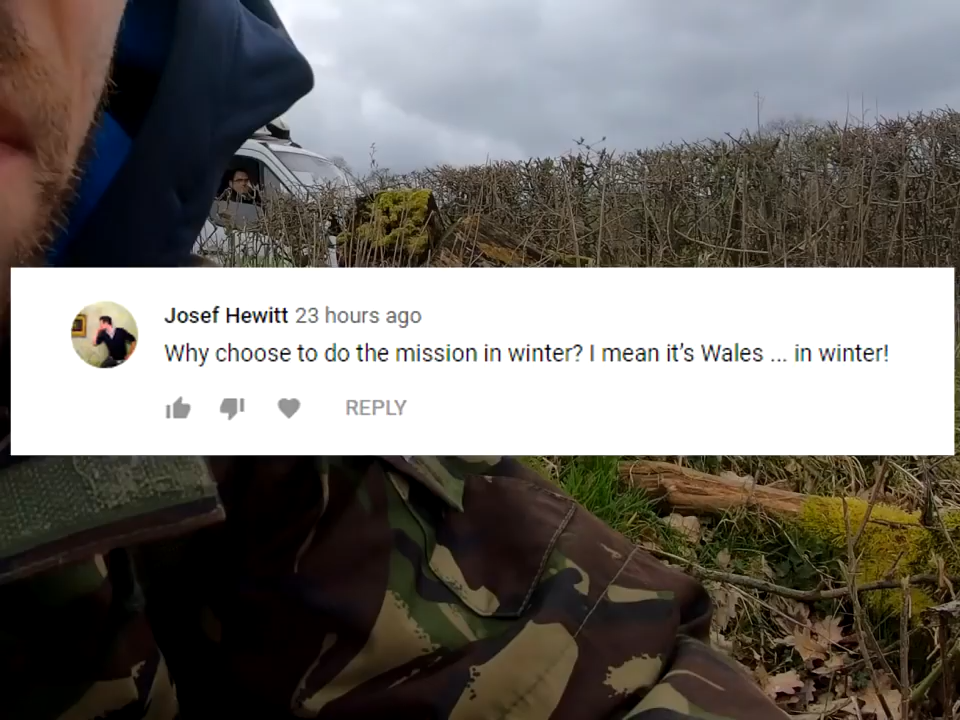 Josef Hewitt 23 hours ago
Why choose to do the mission in winter? I mean it's Wales ... in winter!
REPLY